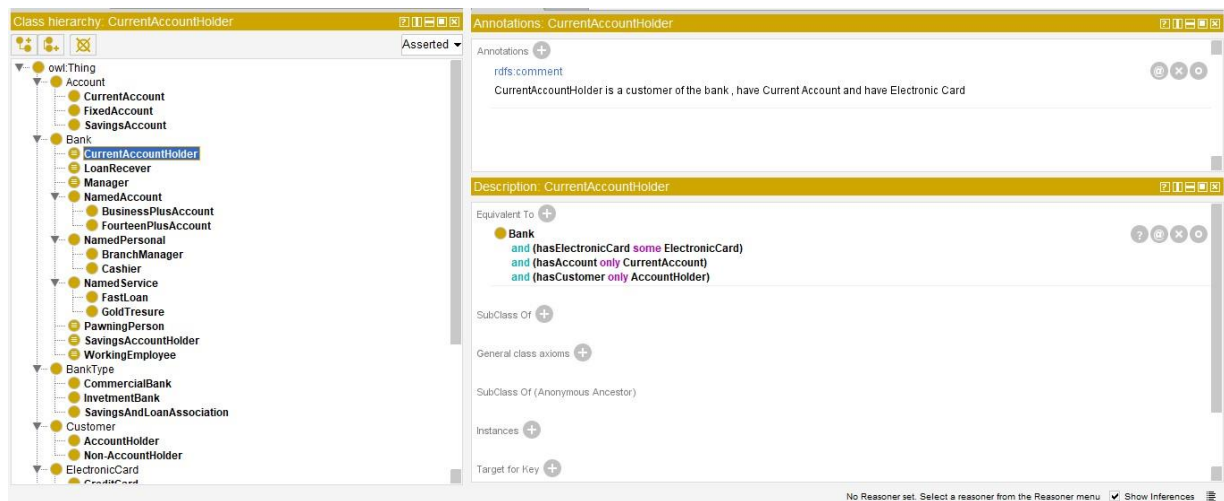 Class hierarchy: CurrentAccountHolder
Asserted
owl:Thing
Account
CurrentAccount
FixedAccount
SavingsAccount
Bank
CurrentAccountHolder
LoanRecever
Manager
NamedAccount
BusinessPlusAccount
FourteenPlusAccount
NamedPersonal
BranchManager
Cashier
NamedService
FastLoan
GoldTresure
PawningPerson
SavingsAccountHolder
WorkingEmployee
BankType
CommercialBank
InvetmentBank
SavingsAndLoanAssociation
Customer
AccountHolder
Non-AccountHolder
ElectronicCard
CreditCard
Annotations: CurrentAccountHolder
Annotations
rdfs:comment
CurrentAccountHolder is a customer of the bank , have Current Account and have Electronic Card
Description: CurrentAccountHolder
Equivalent To
Bank
and (hasElectronicCard some ElectronicCard)
and (hasAccount only CurrentAccount)
and (hasCustomer only AccountHolder)
SubClass Of
General class axioms
SubClass Of (Anonymous Ancestor)
Instances
Target for Key
No Reasoner set. Select a reasoner from the Reasoner menu Show Inferences